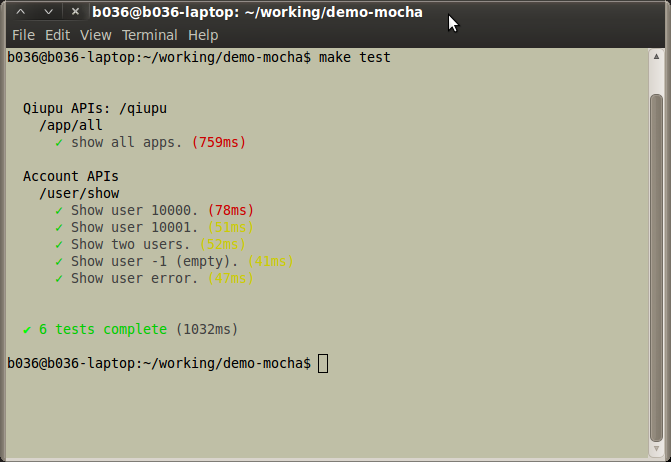 b036@b036-laptop: ~/working/demo-mocha
File Edit View Terminal Help
b036@b036-laptop:~/working/demo-mocha$ make test
Qiupu APIs: /qiupu
/app/all
✓ show all apps. (759ms)
Account APIs
/user/show
✓ Show user 10000. (78ms)
✓ Show user 10001. (51ms)
✓ Show two users. (52ms)
✓ Show user -1 (empty). (41ms)
✓ Show user error. (47ms)
✔ 6 tests complete (1032ms)
b036@b036-laptop:~/working/demo-mocha$